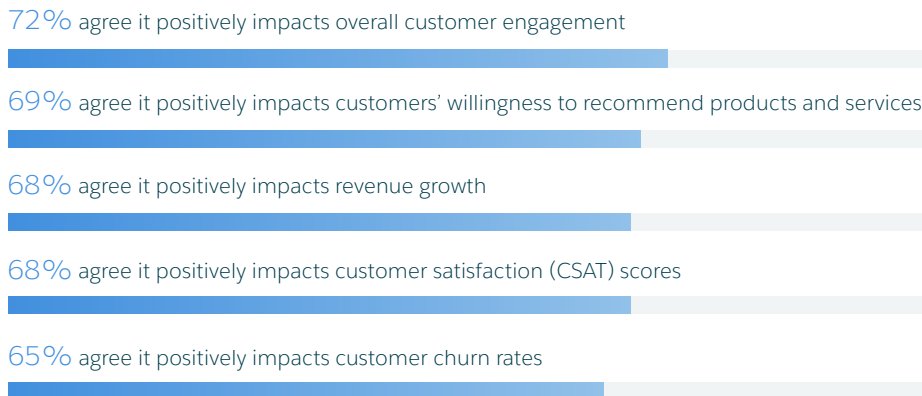 72% agree it positively impacts overall customer engagement
69% agree it positively impacts customers’ willingness to recommend products and services
68% agree it positively impacts revenue growth
68% agree it positively impacts customer satisfaction (CSAT) scores
65% agree it positively impacts customer churn rates